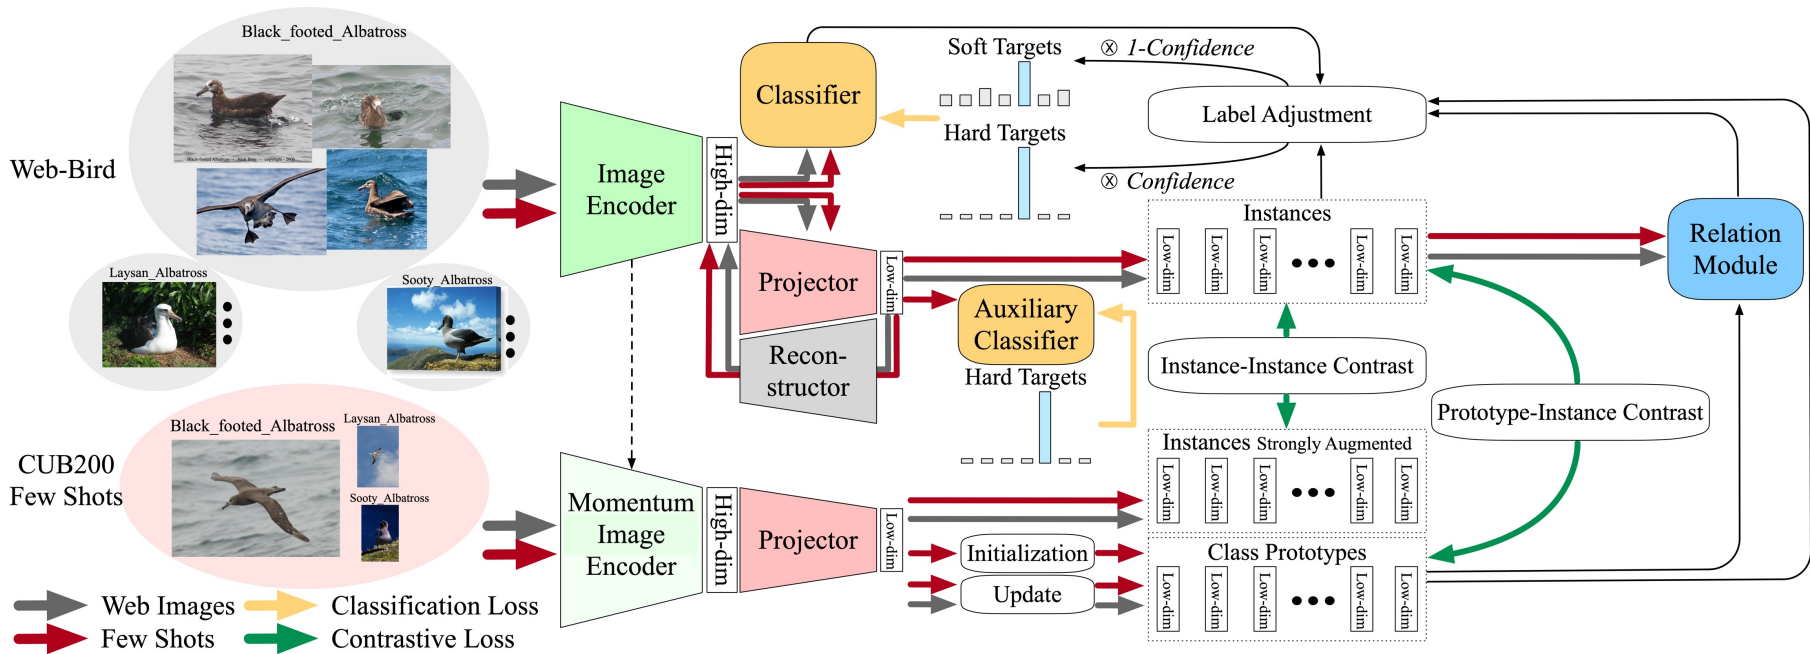 Black_footed_Albatross
Web-Bird
Laysan_Albatross
Sooty_Albatross
CUB200
Few Shots
Black_footed_Albatross
Laysan_Albatross
Sooty_Albatross
Web Images
Few Shots
Classification Loss
Contrastive Loss
Image
Encoder
High-dim
Momentum
Image
Encoder
High-dim
Classifier
Projector
Low-dim
Recon-
structor
Projector
Low-dim
Soft Targets
Hard Targets
⊗ 1-Confidence
⊗ Confidence
Auxiliary
Classifier
Hard Targets
Initialization
Update
Label Adjustment
Instances
Low-dim
Low-dim
Low-dim
Low-dim
Low-dim
Instance-Instance Contrast
Prototype-Instance Contrast
Instances Strongly Augmented
Low-dim
Low-dim
Low-dim
Low-dim
Low-dim
Class Prototypes
Low-dim
Low-dim
Low-dim
Low-dim
Low-dim
Relation
Module